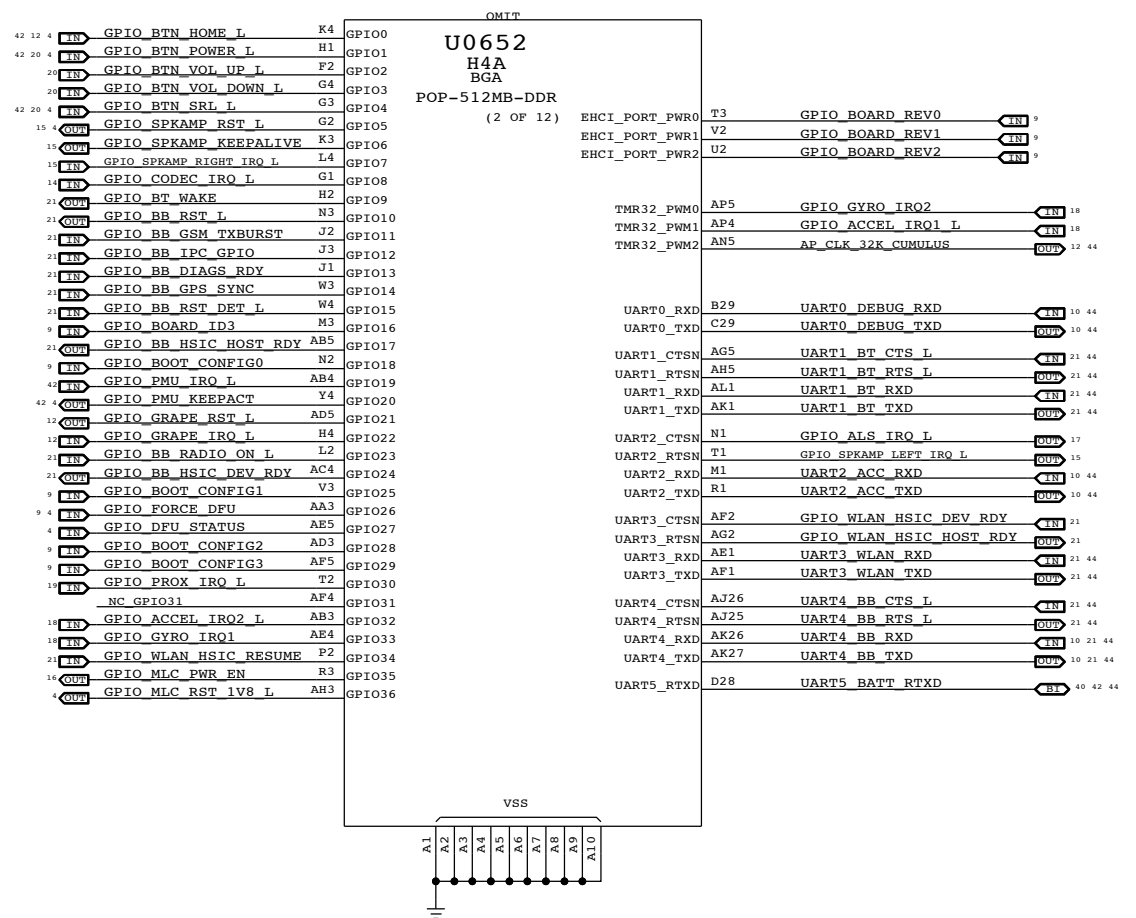 OMIT
U0652
H4A
BGA
POP-512MB-DDR
(2 OF 12)
42 12 4 IN GPIO_BTN_HOME_L K4 GPIO0
42 20 4 IN GPIO_BTN_POWER_L H1 GPIO1
20 IN GPIO_BTN_VOL_UP_L F2 GPIO2
20 IN GPIO_BTN_VOL_DOWN_L G4 GPIO3
42 20 4 IN GPIO_BTN_SRL_L G3 GPIO4
15 4 OUT GPIO_SPKAMP_RST_L G2 GPIO5
15 OUT GPIO_SPKAMP_KEEPALIVE K3 GPIO6
15 IN GPIO_SPKAMP_RIGHT_IRQ_L L4 GPIO7
14 IN GPIO_CODEC_IRQ_L G1 GPIO8
21 OUT GPIO_BT_WAKE H2 GPIO9
21 OUT GPIO_BB_RST_L N3 GPIO10
21 IN GPIO_BB_GSM_TXBURST J2 GPIO11
21 IN GPIO_BB_IPC_GPIO J3 GPIO12
21 IN GPIO_BB_DIAGS_RDY J1 GPIO13
21 IN GPIO_BB_GPS_SYNC W3 GPIO14
21 IN GPIO_BB_RST_DET_L W4 GPIO15
9 IN GPIO_BOARD_ID3 M3 GPIO16
21 OUT GPIO_BB_HSIC_HOST_RDY AB5 GPIO17
9 IN GPIO_BOOT_CONFIG0 N2 GPIO18
42 IN GPIO_PMU_IRQ_L AB4 GPIO19
42 4 OUT GPIO_PMU_KEEPACT Y4 GPIO20
12 OUT GPIO_GRAPE_RST_L AD5 GPIO21
12 IN GPIO_GRAPE_IRQ_L H4 GPIO22
21 IN GPIO_BB_RADIO_ON_L L2 GPIO23
21 OUT GPIO_BB_HSIC_DEV_RDY AC4 GPIO24
9 IN GPIO_BOOT_CONFIG1 V3 GPIO25
9 4 IN GPIO_FORCE_DFU AA3 GPIO26
4 IN GPIO_DFU_STATUS AE5 GPIO27
9 IN GPIO_BOOT_CONFIG2 AD3 GPIO28
9 IN GPIO_BOOT_CONFIG3 AF5 GPIO29
19 IN GPIO_PROX_IRQ_L T2 GPIO30
NC_GPIO31 AF4 GPIO31
18 IN GPIO_ACCEL_IRQ2_L AB3 GPIO32
18 IN GPIO_GYRO_IRQ1 AE4 GPIO33
21 IN GPIO_WLAN_HSIC_RESUME P2 GPIO34
16 OUT GPIO_MLC_PWR_EN R3 GPIO35
4 OUT GPIO_MLC_RST_1V8_L AH3 GPIO36
EHCI_PORT_PWR0 T3 GPIO_BOARD_REV0 IN 9
EHCI_PORT_PWR1 V2 GPIO_BOARD_REV1 IN 9
EHCI_PORT_PWR2 U2 GPIO_BOARD_REV2 IN 9
TMR32_PWM0 AP5 GPIO_GYRO_IRQ2 IN 18
TMR32_PWM1 AP4 GPIO_ACCEL_IRQ1_L IN 18
TMR32_PWM2 AN5 AP_CLK_32K_CUMULUS OUT 12 44
UART0_RXD B29 UART0_DEBUG_RXD IN 10 44
UART0_TXD C29 UART0_DEBUG_TXD OUT 10 44
UART1_CTSN AG5 UART1_BT_CTS_L IN 21 44
UART1_RTSN AH5 UART1_BT_RTS_L OUT 21 44
UART1_RXD AL1 UART1_BT_RXD IN 21 44
UART1_TXD AK1 UART1_BT_TXD OUT 21 44
UART2_CTSN N1 GPIO_ALS_IRQ_L OUT 17
UART2_RTSN T1 GPIO_SPKAMP_LEFT_IRQ_L OUT 15
UART2_RXD M1 UART2_ACC_RXD IN 10 44
UART2_TXD R1 UART2_ACC_TXD OUT 10 44
UART3_CTSN AF2 GPIO_WLAN_HSIC_DEV_RDY IN 21
UART3_RTSN AG2 GPIO_WLAN_HSIC_HOST_RDY OUT 21
UART3_RXD AE1 UART3_WLAN_RXD IN 21 44
UART3_TXD AF1 UART3_WLAN_TXD OUT 21 44
UART4_CTSN AJ26 UART4_BB_CTS_L IN 21 44
UART4_RTSN AJ25 UART4_BB_RTS_L OUT 21 44
UART4_RXD AK26 UART4_BB_RXD IN 10 21 44
UART4_TXD AK27 UART4_BB_TXD OUT 10 21 44
UART5_RTXD D28 UART5_BATT_RTXD BI 40 42 44
VSS
A1 A2 A3 A4 A5 A6 A7 A8 A9 A10